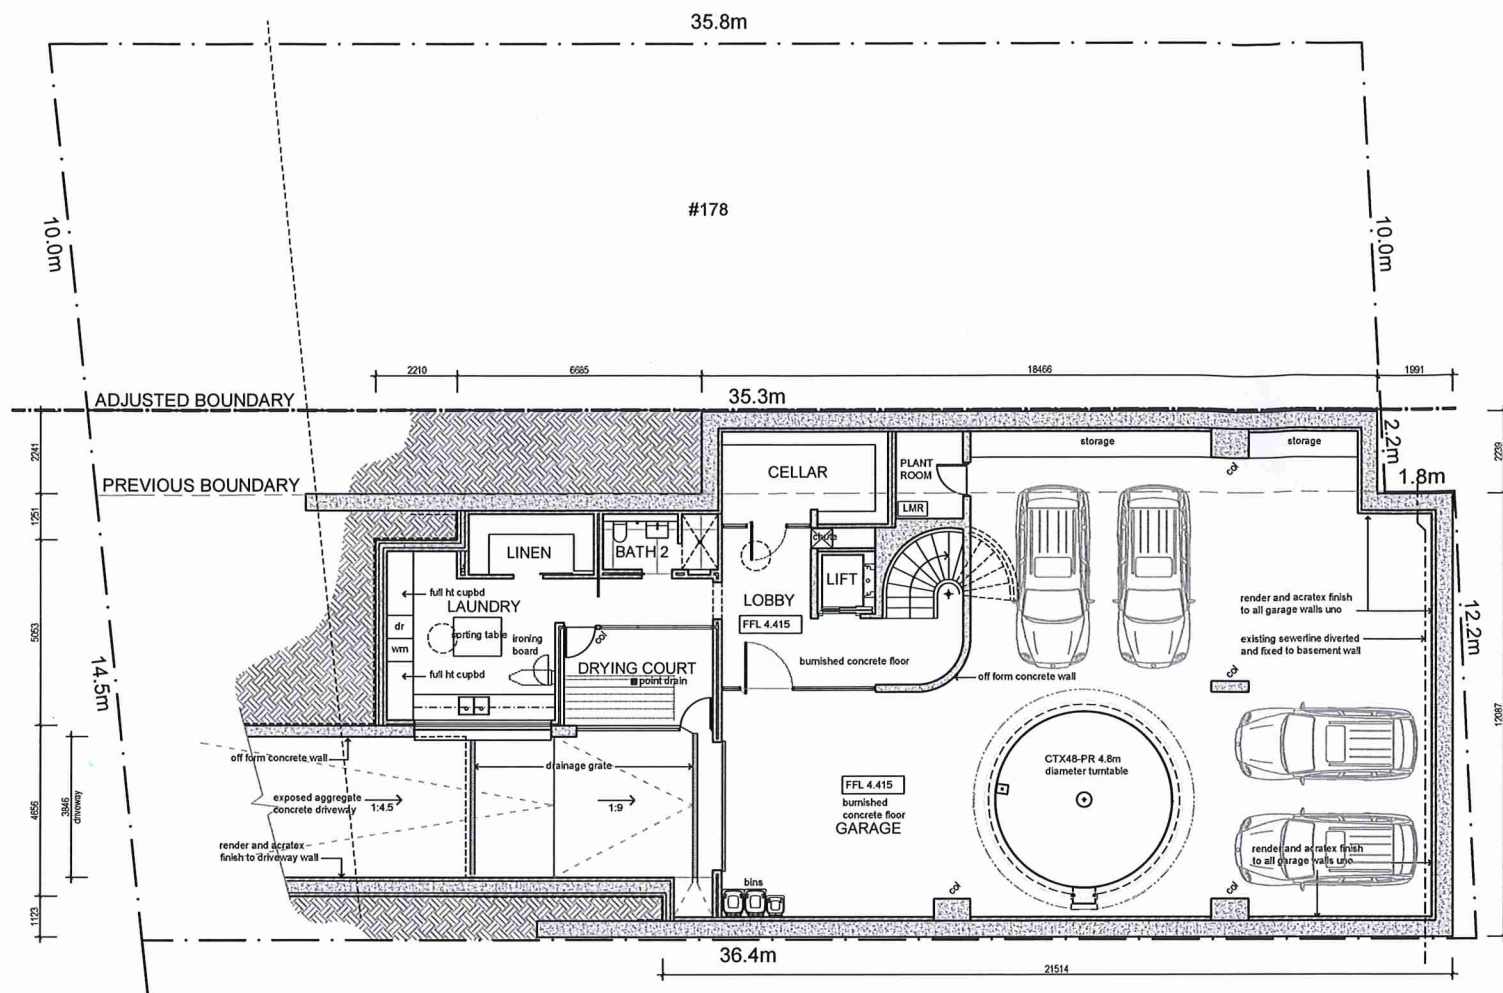 35.8m
#178
10.0m
10.0m
2210
6685
18466
1991
ADJUSTED BOUNDARY
35.3m
2241
2.2m
2239
storage
storage
CELLAR
PLANT
ROOM
col
PREVIOUS BOUNDARY
1.8m
LMR
1251
LINEN
BATH 2
chute
LIFT
full ht cupbd
LAUNDRY
LOBBY
FFL 4.415
dr
wm
sorting table
ironing
board
col
5053
render and acratex finish
to all garage walls uno
existing sewerline diverted
and fixed to basement wall
12.2m
burnished concrete floor
DRYING COURT
point drain
full ht cupbd
off form concrete wall
col
14.5m
12087
off form concrete wall
drainage grate
CTX48-PR 4.8m
diameter turntable
FFL 4.415
burnished
concrete floor
GARAGE
exposed aggregate
concrete driveway
1:4.5
1:9
4656
3846
driveway
render and acratex
finish to driveway wall
render and acratex finish
to all garage walls uno
bins
col
col
1123
36.4m
21514